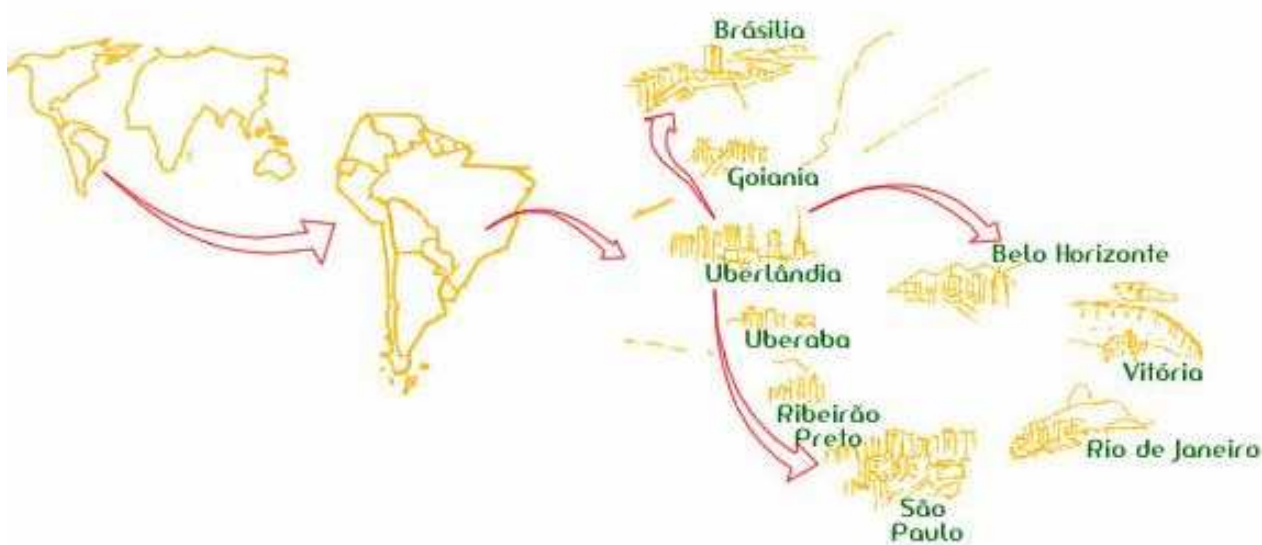 Brásilia
Goiania
Uberlândia
Belo Horizonte
Uberaba
Vitória
Ribeirão
Preto
Rio de Janeiro
São
Paulo